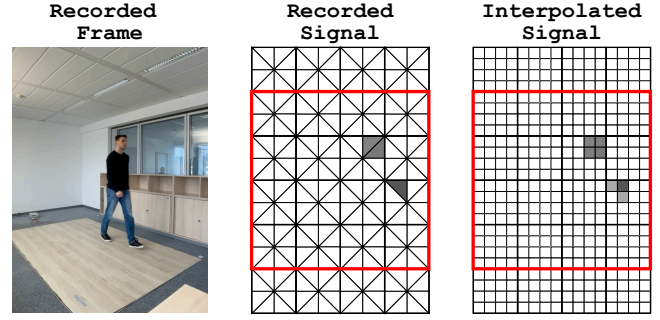 Recorded
Frame
Recorded
Signal
Interpolated
Signal